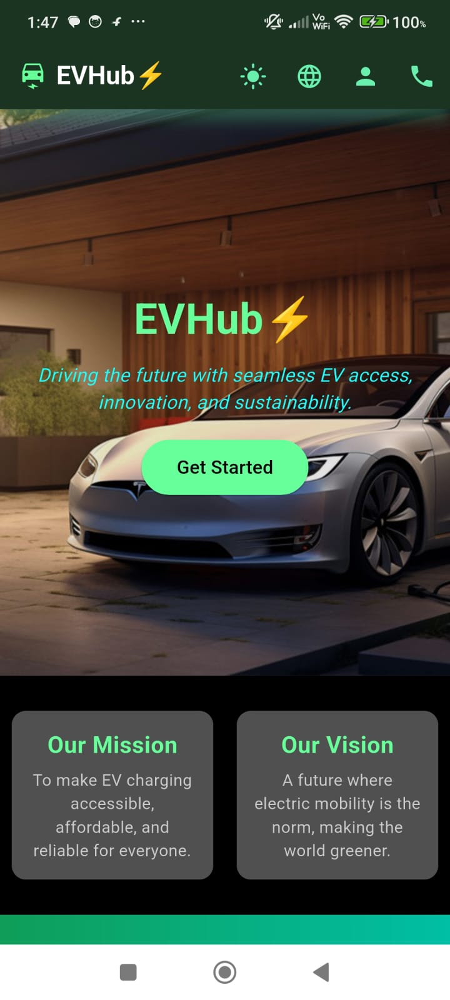 1:47
Vo
WiFi
100%
EVHub⚡
EVHub⚡
Driving the future with seamless EV access,
innovation, and sustainability.
Get Started
Our Mission
To make EV charging
accessible,
affordable, and
reliable for everyone.
Our Vision
A future where
electric mobility is the
norm, making the
world greener.